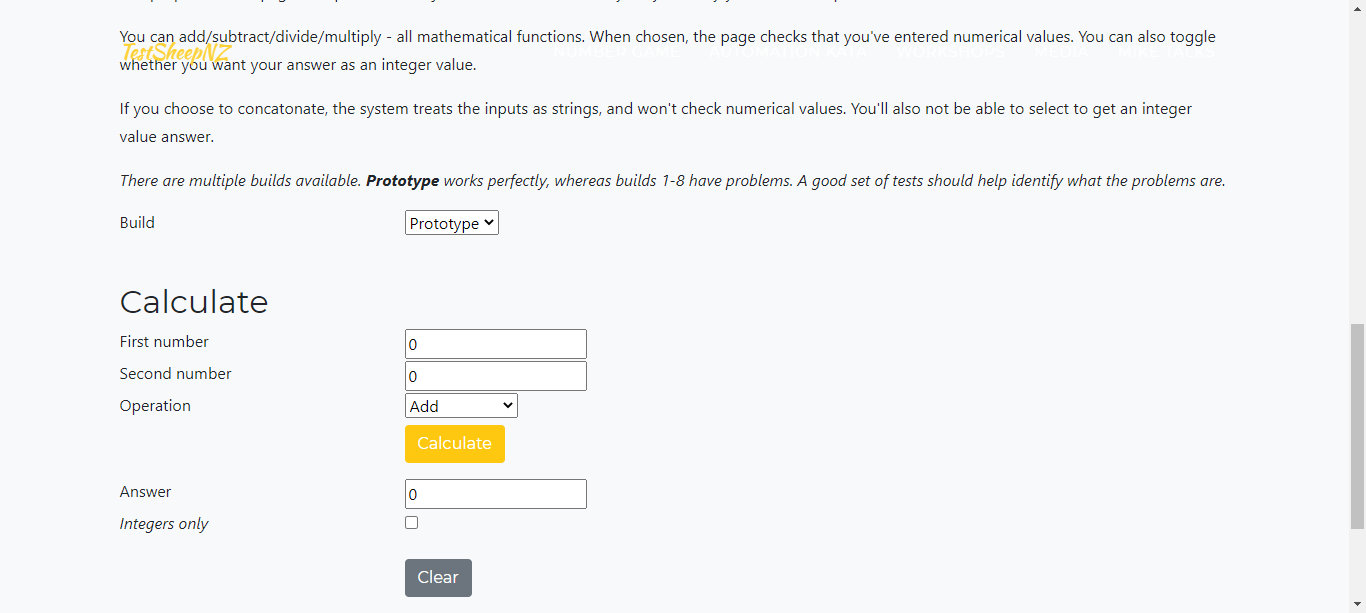 You can add/subtract/divide/multiply - all mathematical functions. When chosen, the page checks that you've entered numerical values. You can also toggle
TestSheepNZ
whether you want your answer as an integer value.
If you choose to concatonate, the system treats the inputs as strings, and won't check numerical values. You'll also not be able to select to get an integer
value answer.
There are multiple builds available. Prototype works perfectly, whereas builds 1-8 have problems. A good set of tests should help identify what the problems are.
Build Prototype
Calculate
First number 0
Second number 0
Operation Add
Calculate
Answer 0
Integers only
Clear